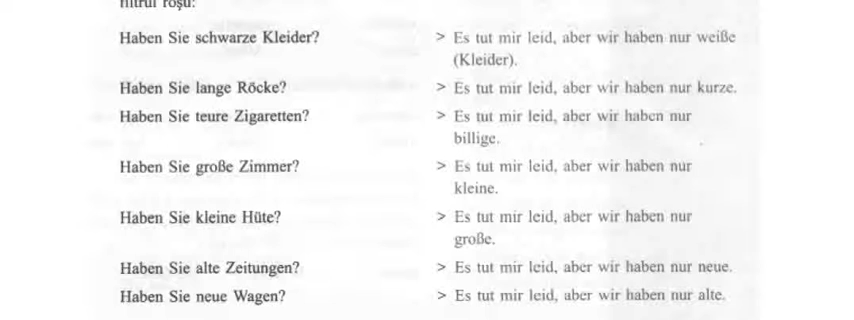 filtrul roșu:
Haben Sie schwarze Kleider? > Es tut mir leid, aber wir haben nur weiße
(Kleider).
Haben Sie lange Röcke? > Es tut mir leid, aber wir haben nur kurze.
Haben Sie teure Zigaretten? > Es tut mir leid, aber wir haben nur
billige.
Haben Sie große Zimmer? > Es tut mir leid, aber wir haben nur
kleine.
Haben Sie kleine Hüte? > Es tut mir leid, aber wir haben nur
große.
Haben Sie alte Zeitungen? > Es tut mir leid, aber wir haben nur neue.
Haben Sie neue Wagen? > Es tut mir leid, aber wir haben nur alte.